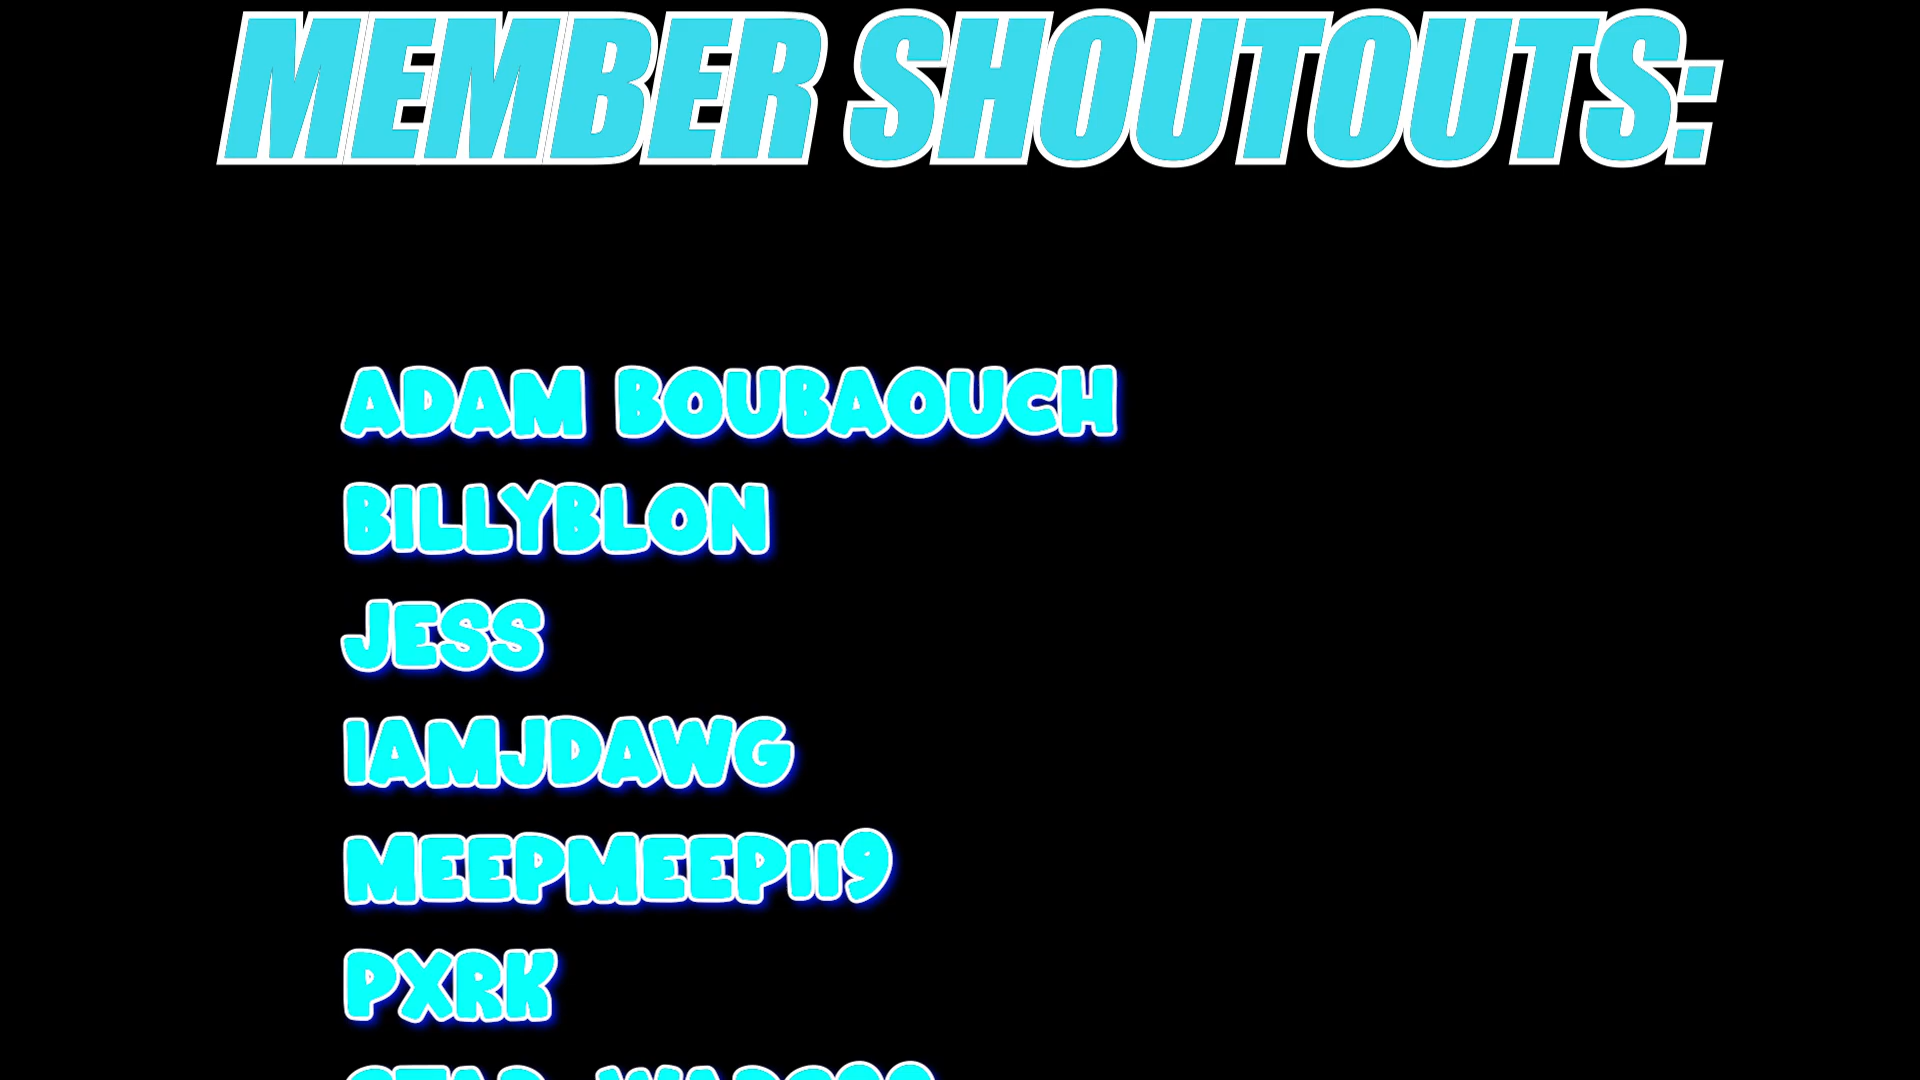 MEMBER SHOUTOUTS:
ADAM BOUBAOUCH
BILLYBLON
JESS
IAMJDAWG
MEEPMEEP119
PXRK